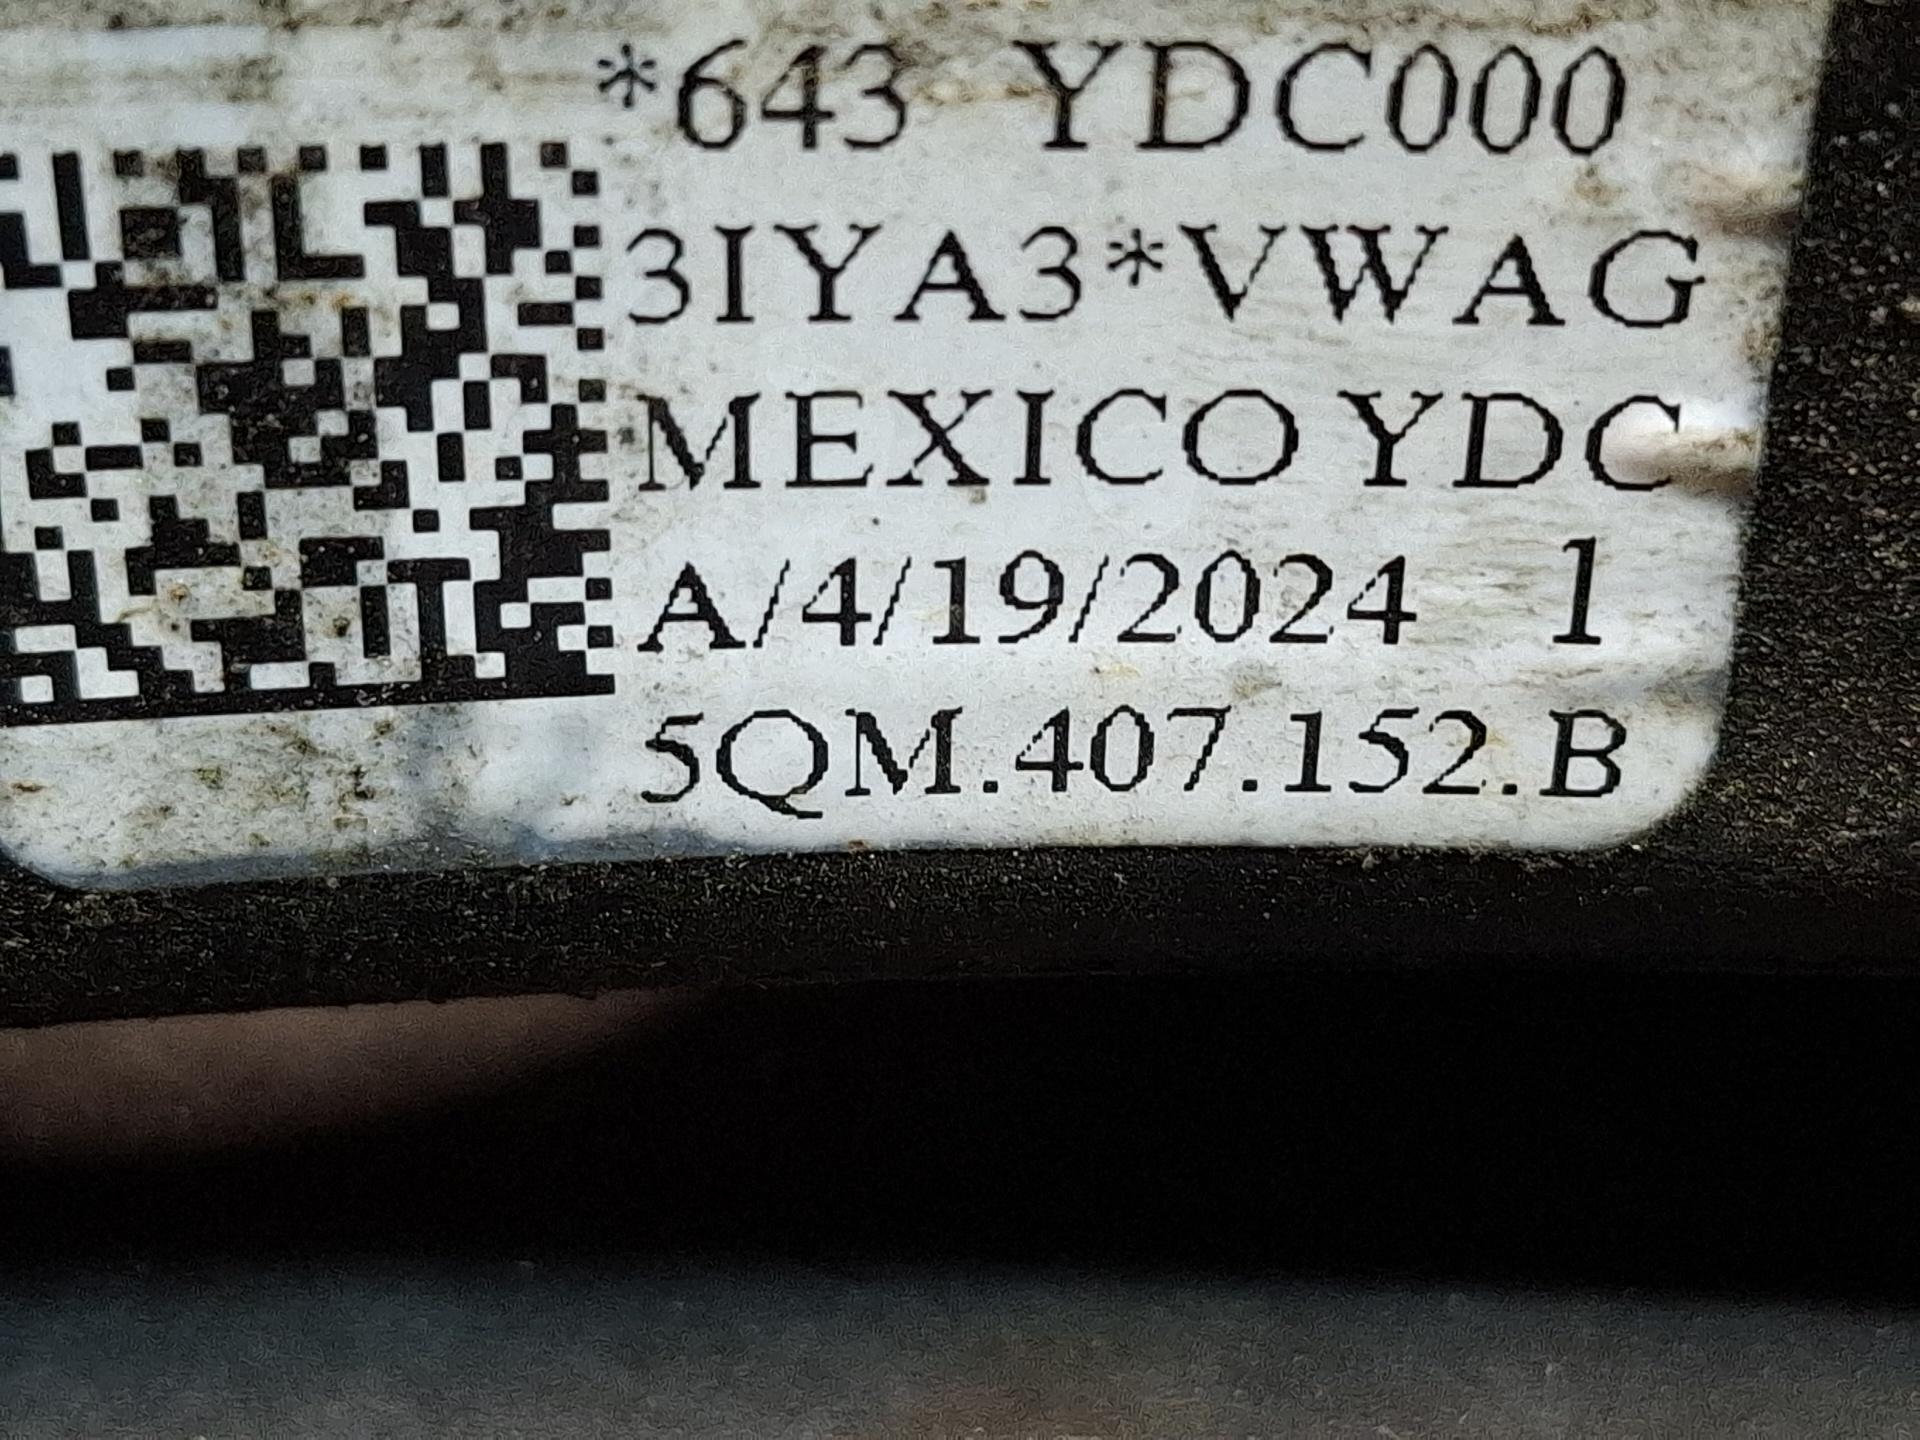 *643 YDC000
3IYA3*VWAG
MEXICO YDC
A/4/19/2024 1
5QM.407.152.B